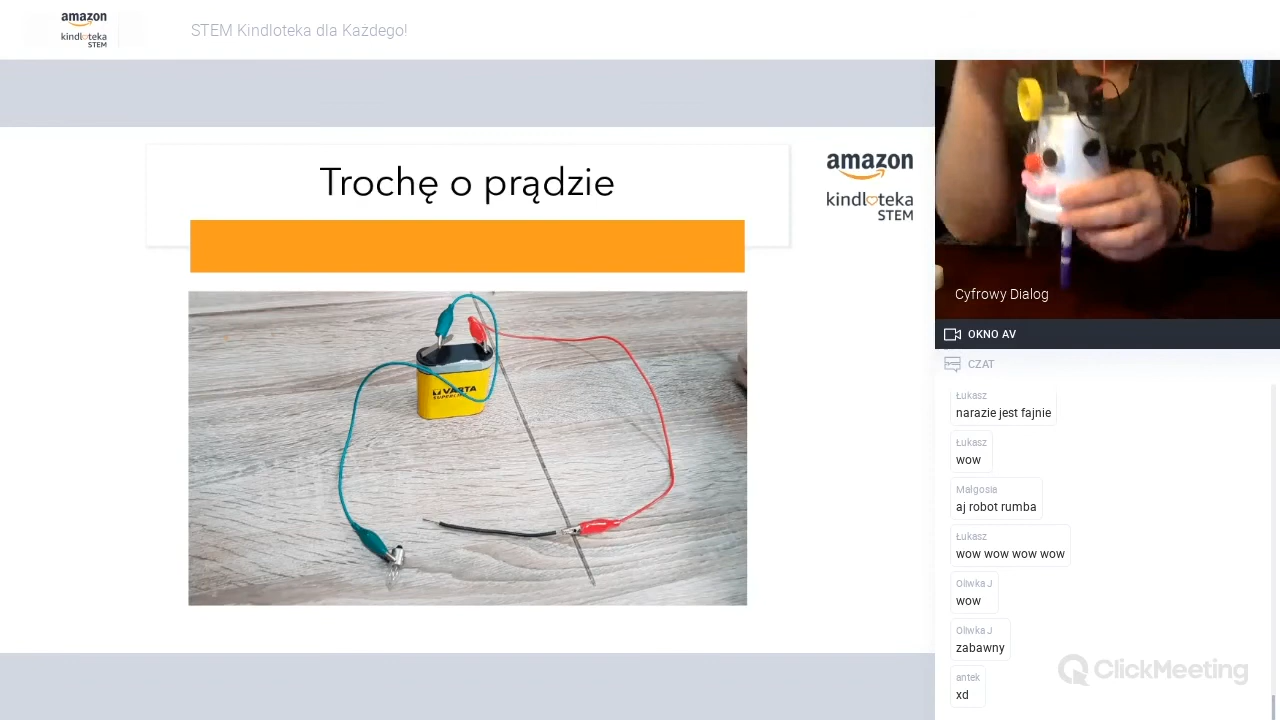 amazon
kindloteka
STEM
STEM Kindloteka dla Każdego!
Trochę o prądzie
amazon
kindloteka
STEM
VARTA
SUPERLIFE
Cyfrowy Dialog
OKNO AV
CZAT
Łukasz
narazie jest fajnie
Łukasz
wow
Małgosia
aj robot rumba
Łukasz
wow wow wow wow
Oliwka J
wow
Oliwka J
zabawny
antek
xd
ClickMeeting